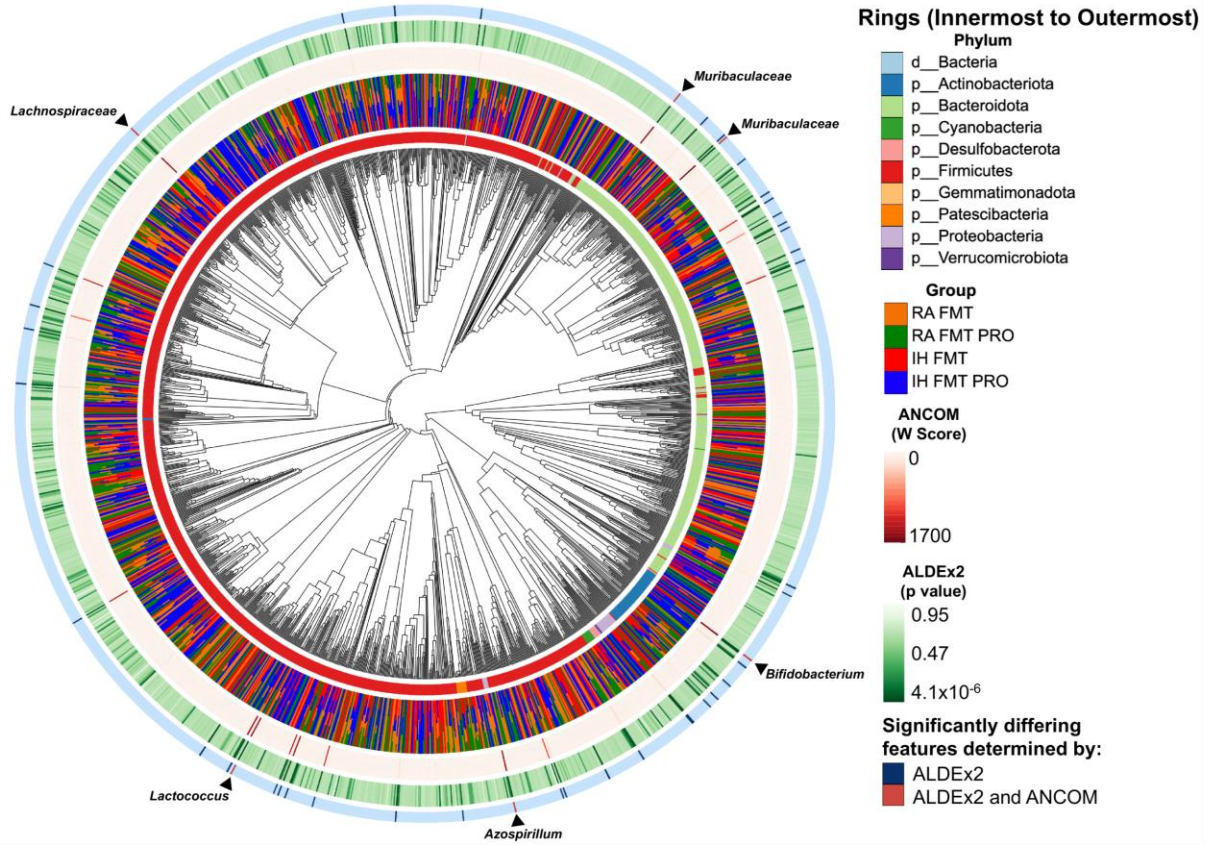 Rings (Innermost to Outermost)
Phylum
d__Bacteria
p__Actinobacteriota
p__Bacteroidota
p__Cyanobacteria
p__Desulfobacterota
p__Firmicutes
p__Gemmatimonadota
p__Patescibacteria
p__Proteobacteria
p__Verrucomicrobiota
Group
RA FMT
RA FMT PRO
IH FMT
IH FMT PRO
ANCOM
(W Score)
0
1700
ALDEx2
(p value)
0.95
0.47
4.1x10-6
Significantly differing
features determined by:
ALDEx2
ALDEx2 and ANCOM
Muribaculaceae
Muribaculaceae
Lachnospiraceae
Bifidobacterium
Lactococcus
Azospirillum